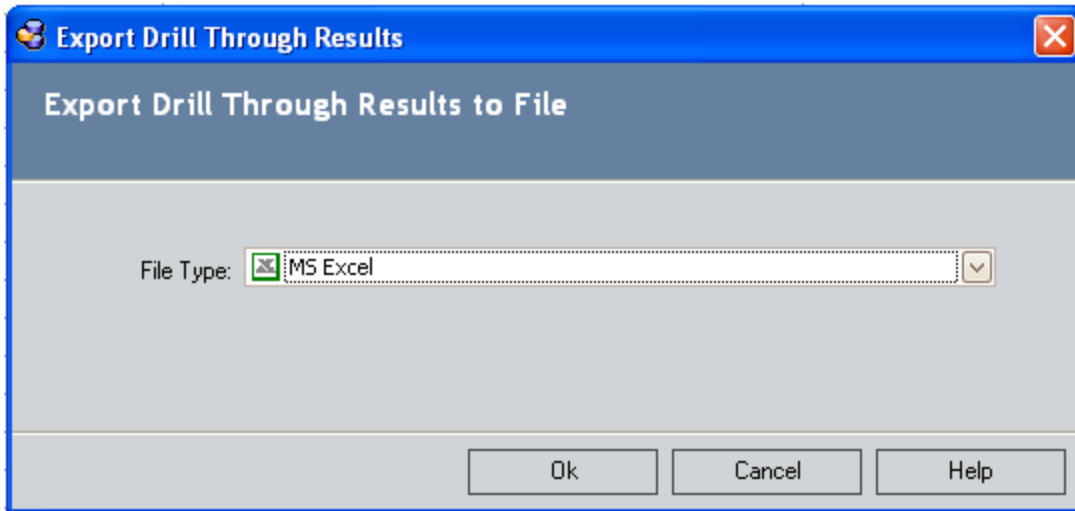 Export Drill Through Results
Export Drill Through Results to File
File Type: MS Excel
Ok Cancel Help